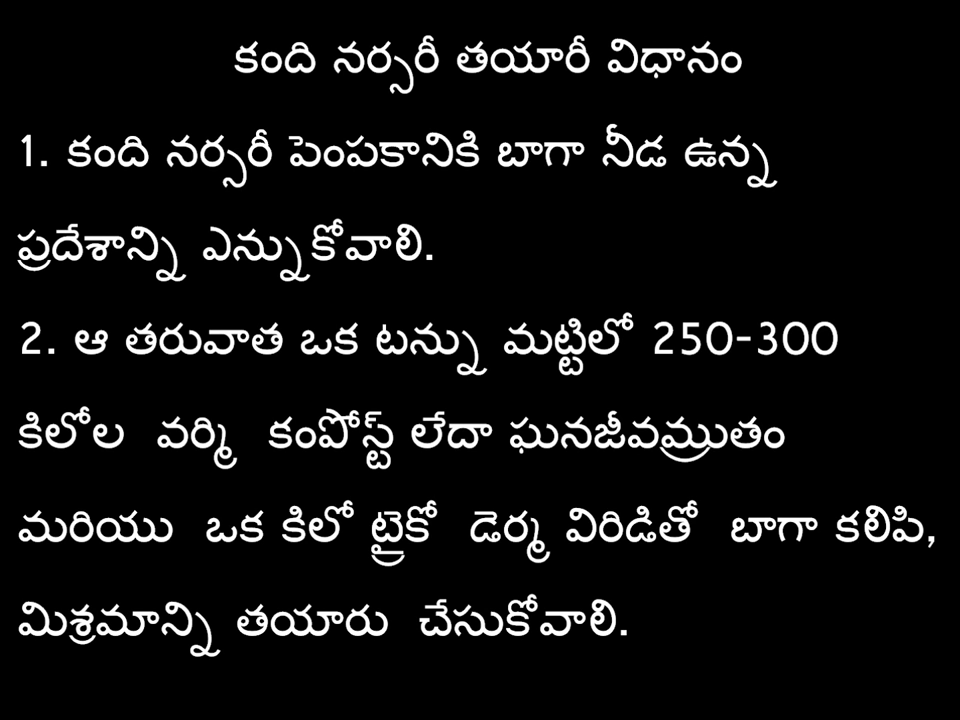 కంది నర్సరీ తయారీ విధానం
1. కంది నర్సరీ పెంపకానికి బాగా నీడ ఉన్న
ప్రదేశాన్ని ఎన్నుకోవాలి.
2. ఆ తరువాత ఒక టన్ను మట్టిలో 250-300
కిలోల వర్మి కంపోస్ట్ లేదా ఘనజీవమ్రుతం
మరియు ఒక కిలో ట్రైకో డెర్మ విరిడితో బాగా కలిపి,
మిశ్రమాన్ని తయారు చేసుకోవాలి.